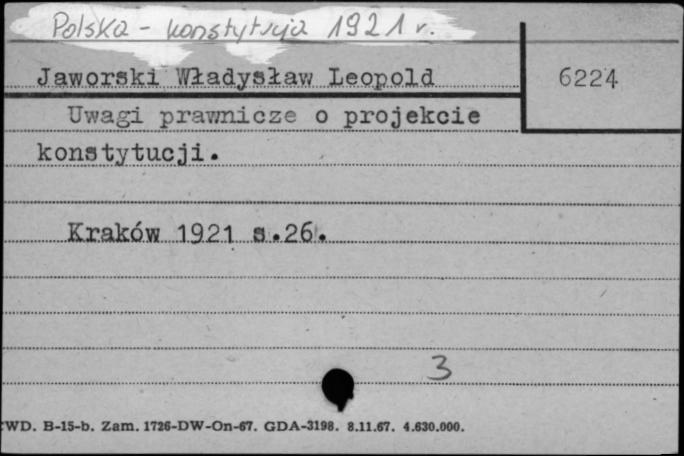 Polska - konstytucja 1921 r.
Jaworski Władysław Leopold
6224
Uwagi prawnicze o projekcie
konstytucji.
Kraków 1921 s.26.
3
WD. B-15-b. Zam. 1726-DW-On-67. GDA-3198. 8.11.67. 4.630.000.